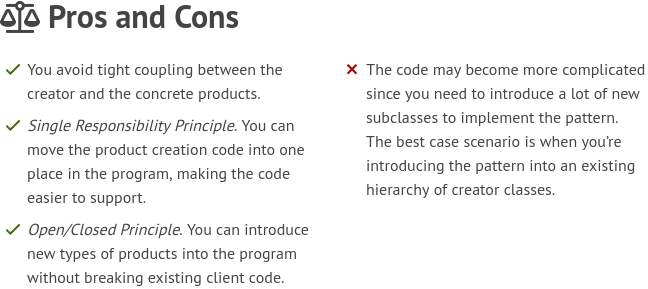 Pros and Cons
You avoid tight coupling between the
creator and the concrete products.
Single Responsibility Principle. You can
move the product creation code into one
place in the program, making the code
easier to support.
Open/Closed Principle. You can introduce
new types of products into the program
without breaking existing client code.
The code may become more complicated
since you need to introduce a lot of new
subclasses to implement the pattern.
The best case scenario is when you’re
introducing the pattern into an existing
hierarchy of creator classes.